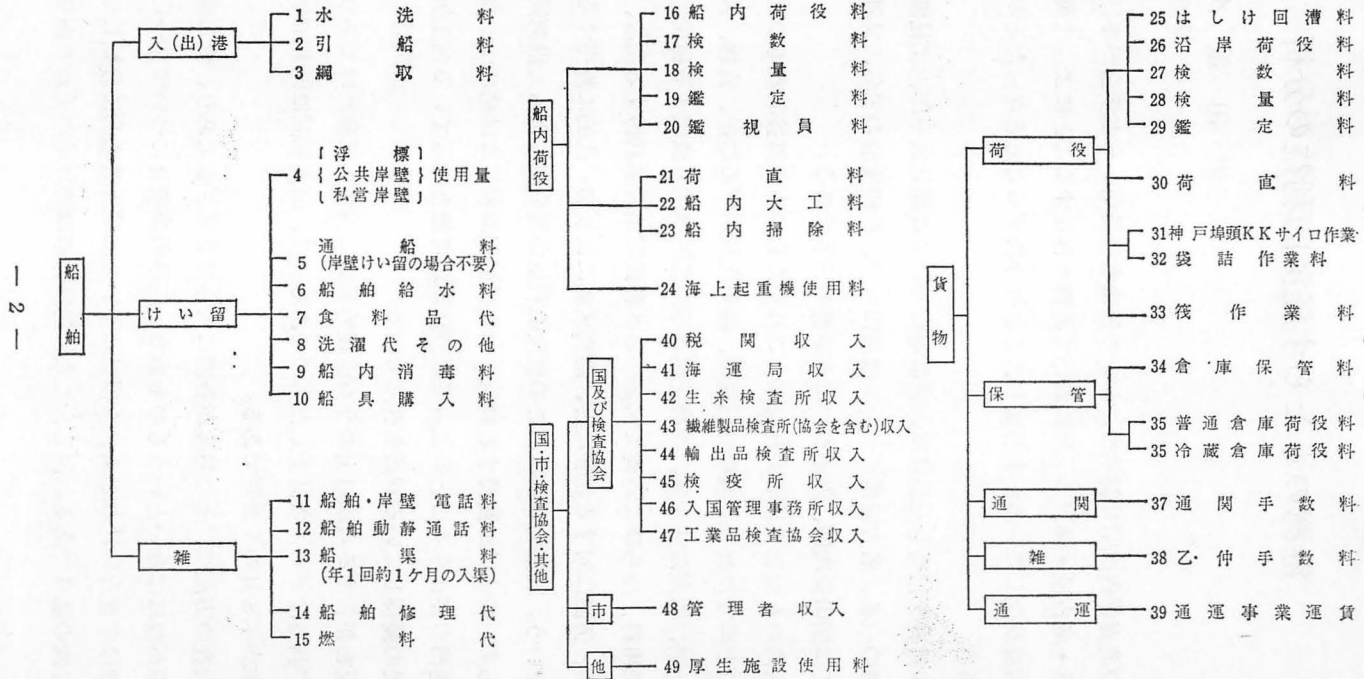 船舶
入(出)港
1 水洗料
2 引船料
3 綱取料
けい留
4 {浮標 公共岸壁 私営岸壁} 使用量
5 通船料
(岸壁けい留の場合不要)
6 船舶給水料
7 食料品代
8 洗濯代その他
9 船内消毒料
10 船具購入料
雑
11 船舶・岸壁電話料
12 船舶動静通話料
13 船渠料
(年1回約1ケ月の入渠)
14 船舶修理代
15 燃料代
船内荷役
16 船内荷役料
17 検数料
18 検量料
19 鑑定料
20 鑑視員料
21 荷直料
22 船内大工料
23 船内掃除料
24 海上起重機使用料
国・市・検査協会・其他
国及び検査協会
40 税関収入
41 海運局収入
42 生糸検査所収入
43 繊維製品検査所(協会を含む)収入
44 輸出品検査所収入
45 検疫所収入
46 入国管理事務所収入
47 工業品検査協会収入
市
48 管理者収入
他
49 厚生施設使用料
貨物
荷役
25 はしけ回漕料
26 沿岸荷役料
27 検数料
28 検量料
29 鑑定料
30 荷直料
31 神戸埠頭KKサイロ作業
32 袋詰作業料
33 筏作業料
保管
34 倉庫保管料
35 普通倉庫荷役料
35 冷蔵倉庫荷役料
通関
37 通関手数料
雑
38 乙・仲手数料
通運
39 通運事業運賃
— 2 —